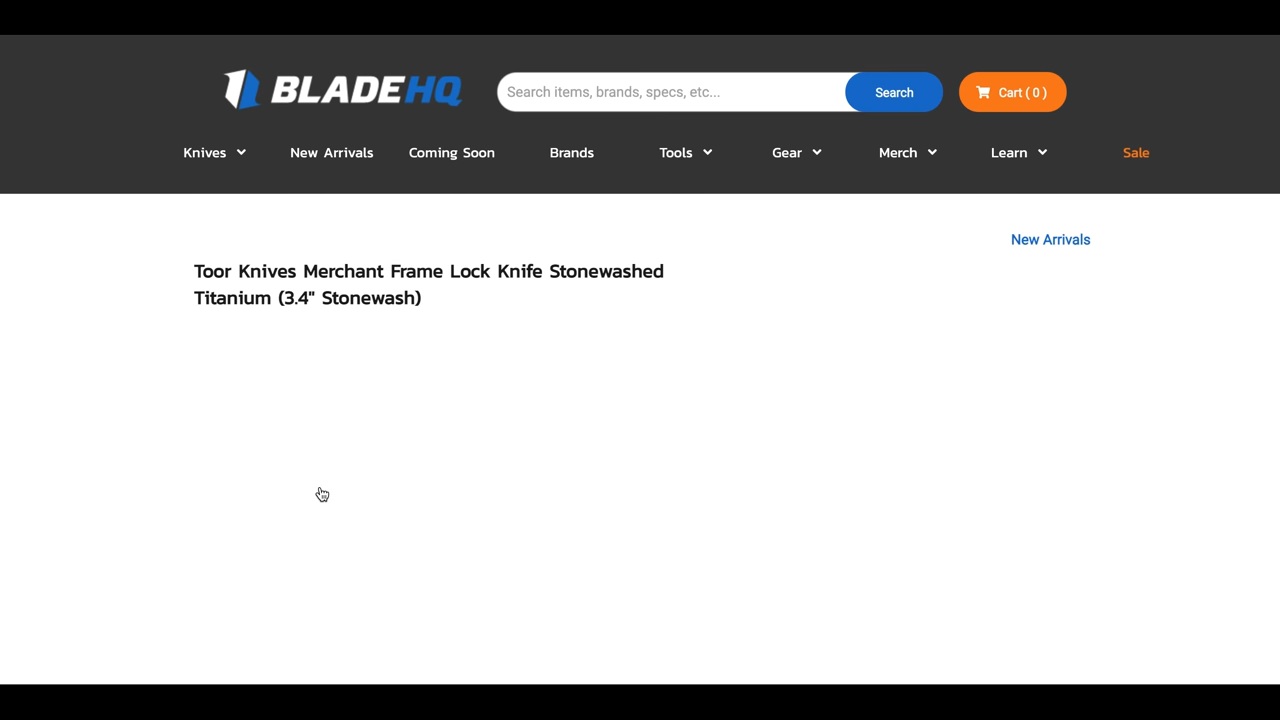 BLADEHQ
Search items, brands, specs, etc...
Search
Cart ( 0 )
Knives
New Arrivals
Coming Soon
Brands
Tools
Gear
Merch
Learn
Sale
New Arrivals
Toor Knives Merchant Frame Lock Knife Stonewashed
Titanium (3.4" Stonewash)